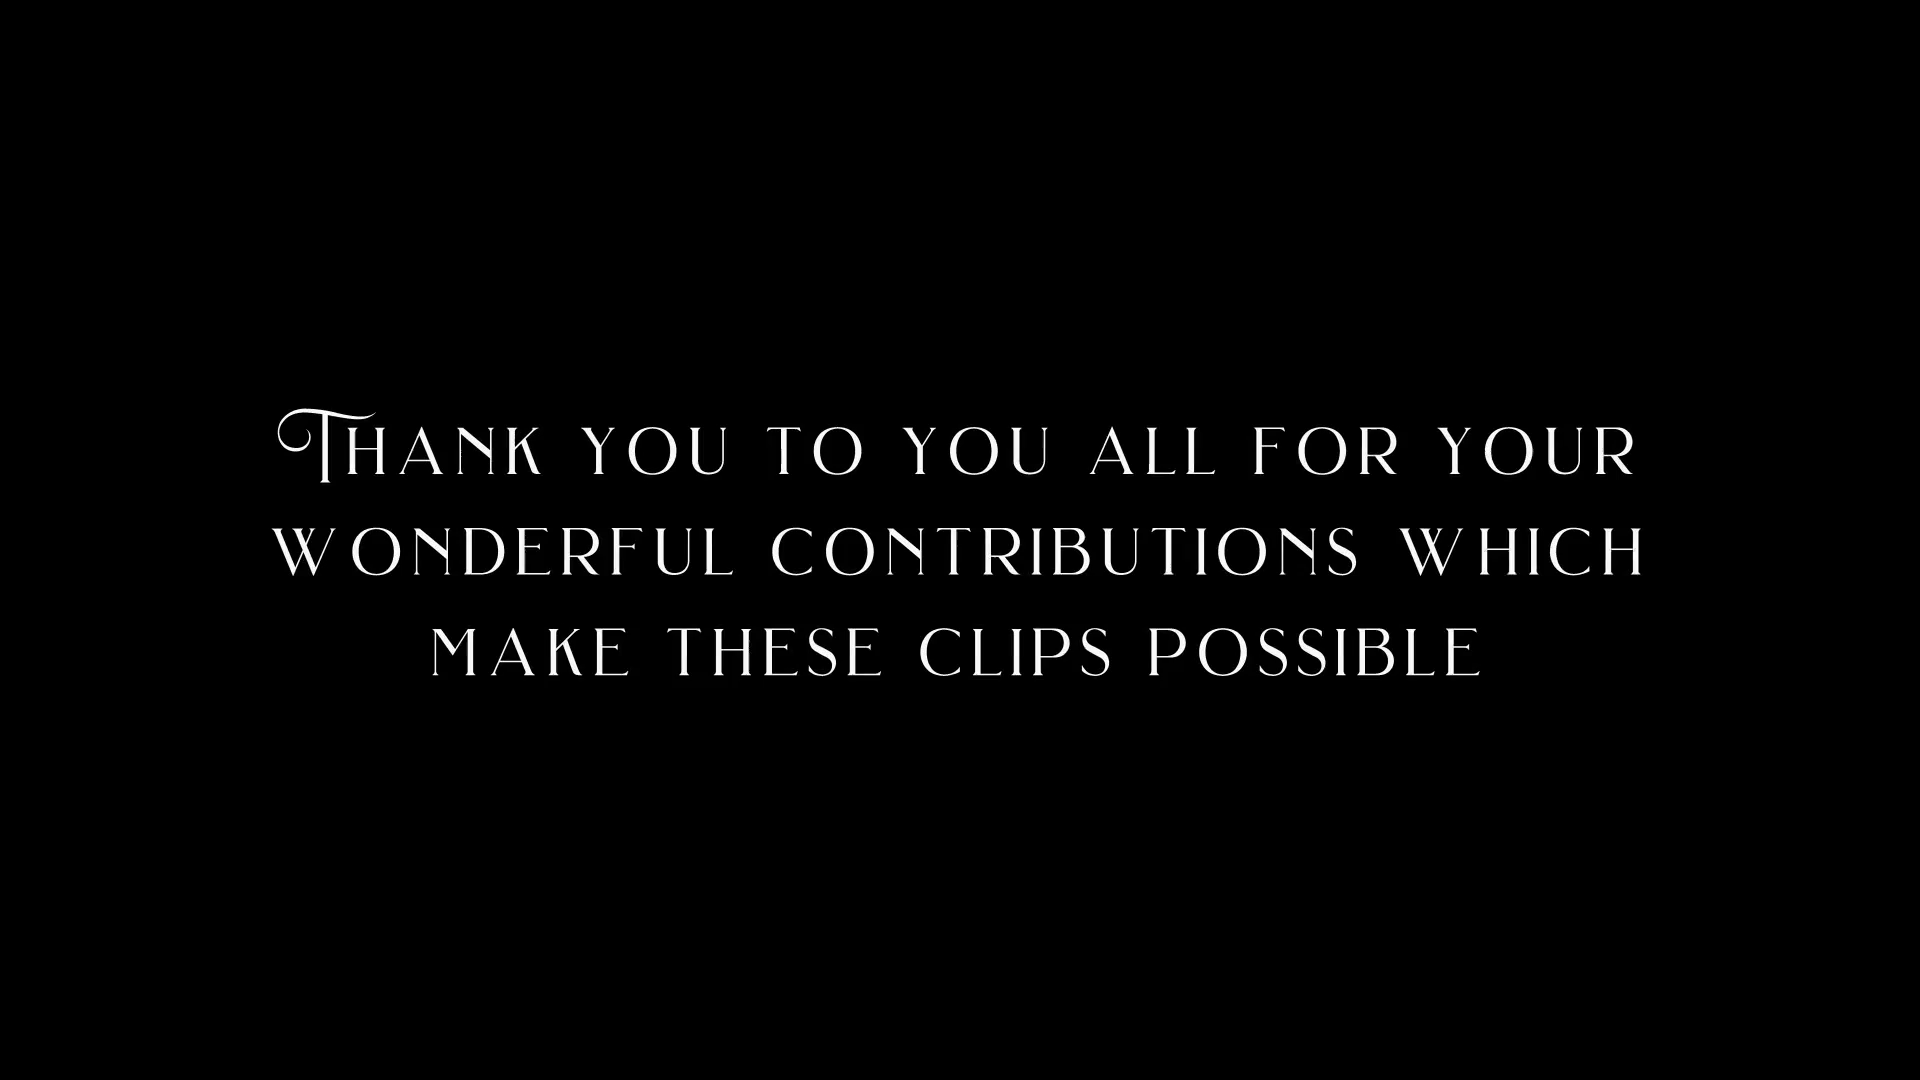 Thank you to you all for your
wonderful contributions which
make these clips possible